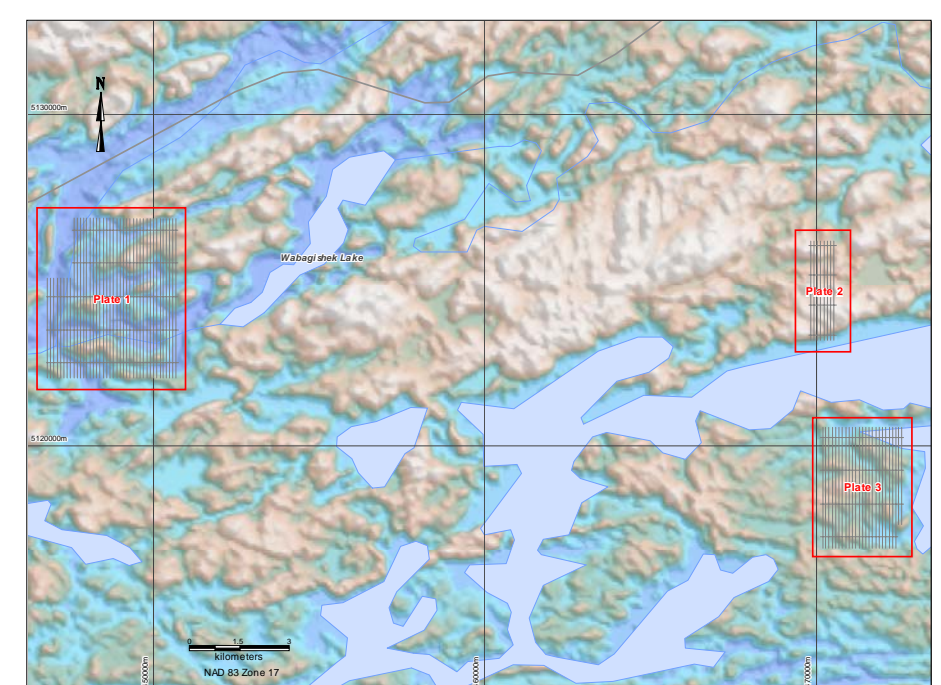 N
5130000m
Wabagishek Lake
Plate 1
Plate 2
5120000m
Plate 3
0 1.5 3
kilometers
NAD 83 Zone 17